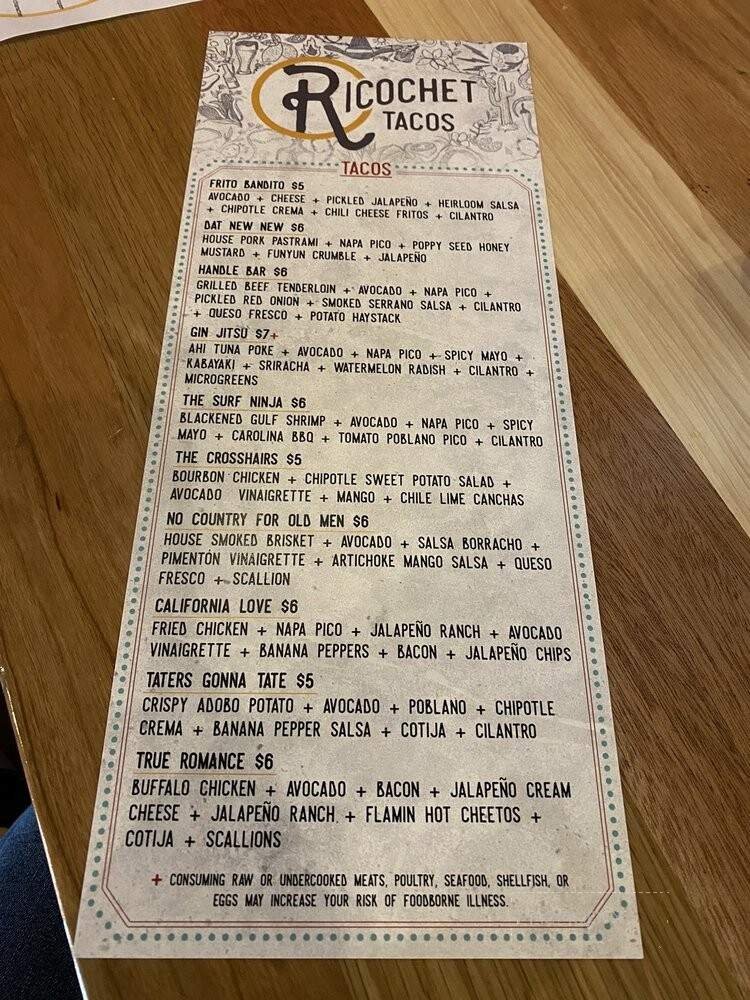 RICOCHET
TACOS
TACOS
FRITO BANDITO $5
AVOCADO + CHEESE + PICKLED JALAPEÑO + HEIRLOOM SALSA
+ CHIPOTLE CREMA + CHILI CHEESE FRITOS + CILANTRO
DAT NEW NEW $6
HOUSE PORK PASTRAMI + NAPA PICO + POPPY SEED HONEY
MUSTARD + FUNYUN CRUMBLE + JALAPEÑO
HANDLE BAR $6
GRILLED BEEF TENDERLOIN + AVOCADO + NAPA PICO +
PICKLED RED ONION + SMOKED SERRANO SALSA + CILANTRO
+ QUESO FRESCO + POTATO HAYSTACK
GIN JITSU $7+
AHI TUNA POKE + AVOCADO + NAPA PICO + SPICY MAYO +
KABAYAKI + SRIRACHA + WATERMELON RADISH + CILANTRO +
MICROGREENS
THE SURF NINJA $6
BLACKENED GULF SHRIMP + AVOCADO + NAPA PICO + SPICY
MAYO + CAROLINA BBQ + TOMATO POBLANO PICO + CILANTRO
THE CROSSHAIRS $5
BOURBON CHICKEN + CHIPOTLE SWEET POTATO SALAD +
AVOCADO VINAIGRETTE + MANGO + CHILE LIME CANCHAS
NO COUNTRY FOR OLD MEN $6
HOUSE SMOKED BRISKET + AVOCADO + SALSA BORRACHO +
PIMENTÓN VINAIGRETTE + ARTICHOKE MANGO SALSA + QUESO
FRESCO + SCALLION
CALIFORNIA LOVE $6
FRIED CHICKEN + NAPA PICO + JALAPEÑO RANCH + AVOCADO
VINAIGRETTE + BANANA PEPPERS + BACON + JALAPEÑO CHIPS
TATERS GONNA TATE $5
CRISPY ADOBO POTATO + AVOCADO + POBLANO + CHIPOTLE
CREMA + BANANA PEPPER SALSA + COTIJA + CILANTRO
TRUE ROMANCE $6
BUFFALO CHICKEN + AVOCADO + BACON + JALAPEÑO CREAM
CHEESE + JALAPEÑO RANCH + FLAMIN HOT CHEETOS +
COTIJA + SCALLIONS
+ CONSUMING RAW OR UNDERCOOKED MEATS, POULTRY, SEAFOOD, SHELLFISH, OR
EGGS MAY INCREASE YOUR RISK OF FOODBORNE ILLNESS.